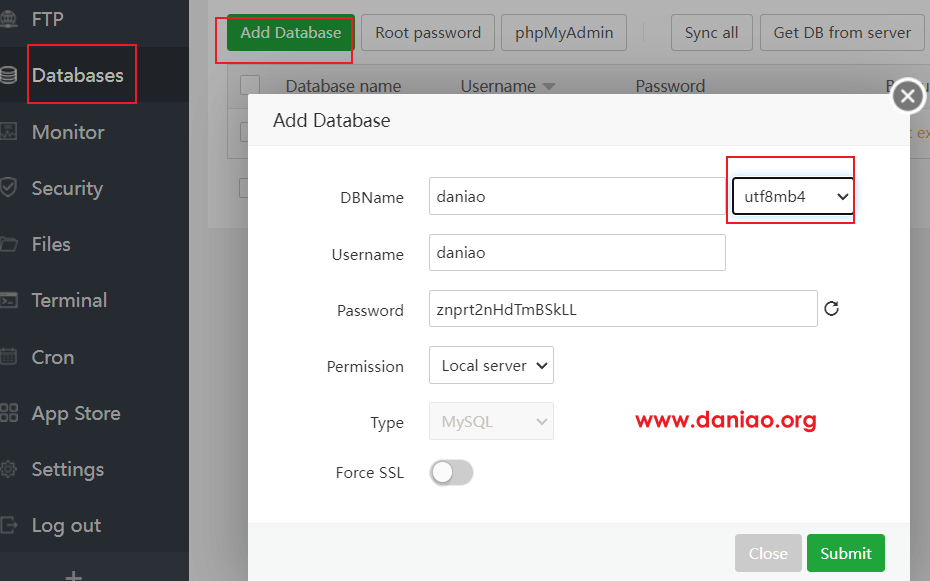 FTP
Databases
Monitor
Security
Files
Terminal
Cron
App Store
Settings
Log out
Add Database
Root password
phpMyAdmin
Sync all
Get DB from server
Database name
Username
Password
Add Database
DBName
daniao
utf8mb4
Username
daniao
Password
znprt2nHdTmBSkLL
Permission
Local server
Type
MySQL
www.daniao.org
Force SSL
Close
Submit